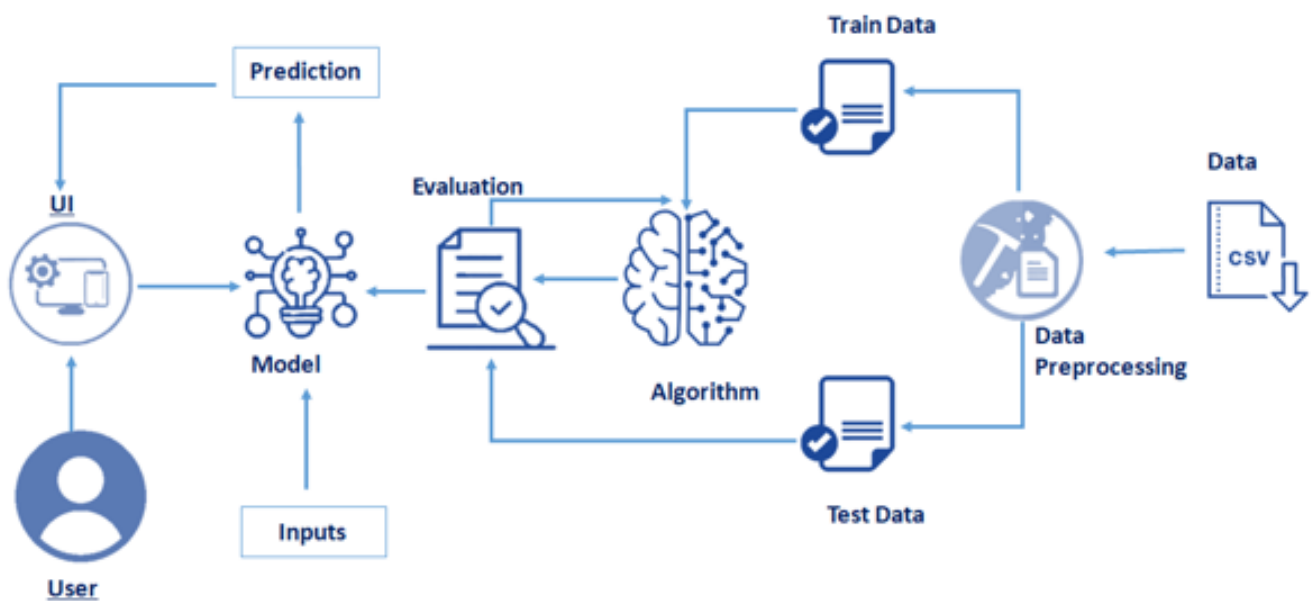 Train Data
Prediction
Data
Evaluation
UI
CSV
Data
Preprocessing
Model
Algorithm
Inputs
Test Data
User